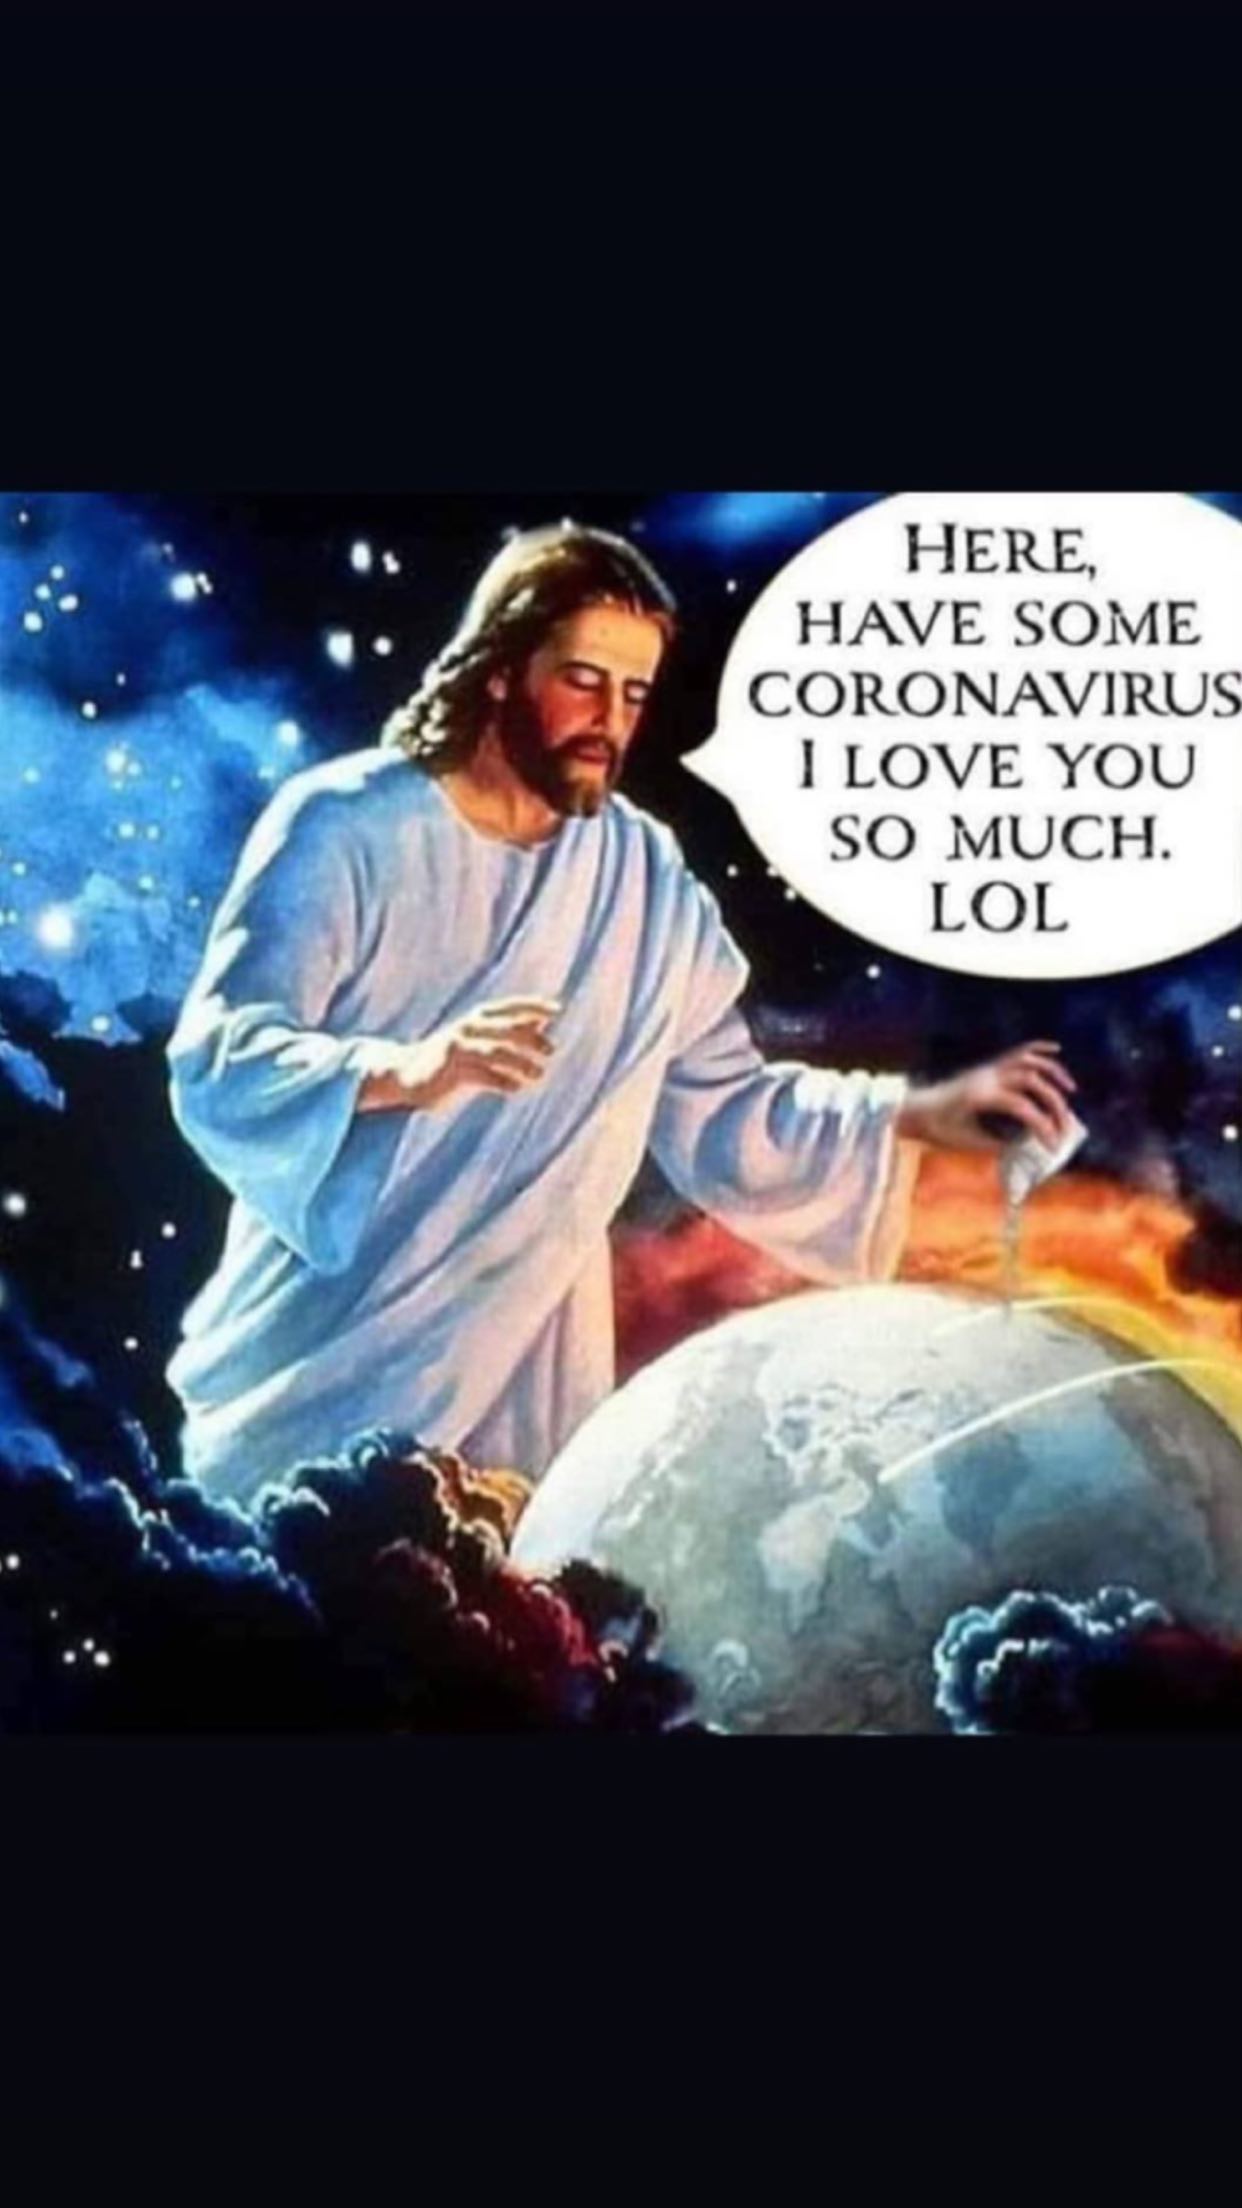 HERE,
HAVE SOME
CORONAVIRUS
I LOVE YOU
SO MUCH.
LOL